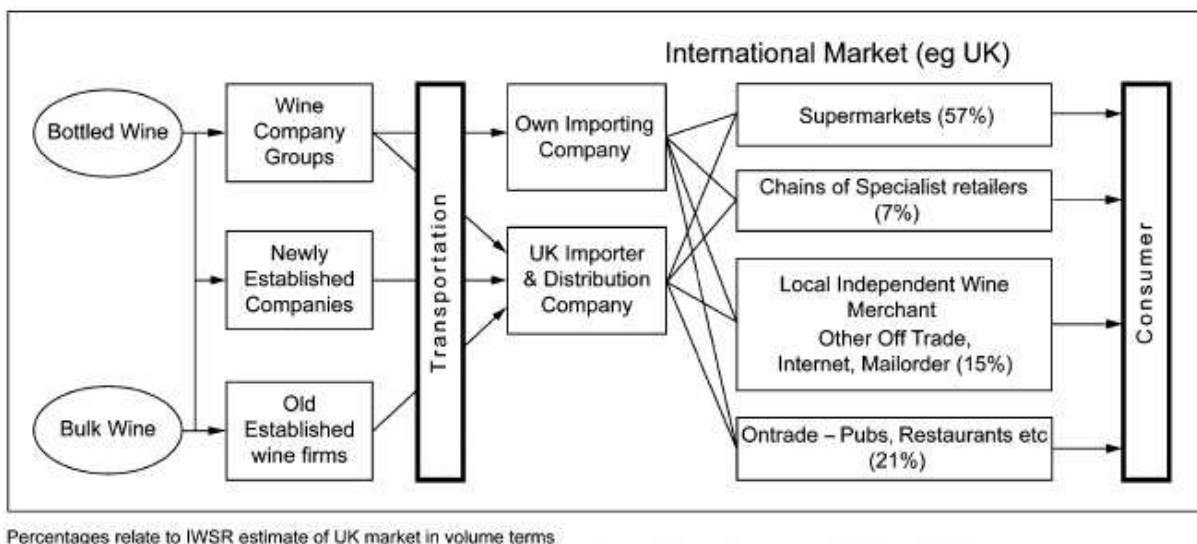 International Market (eg UK)
Bottled Wine
Bulk Wine
Wine
Company
Groups
Newly
Established
Companies
Old
Established
wine firms
Transportation
Own Importing
Company
UK Importer
& Distribution
Company
Supermarkets (57%)
Chains of Specialist retailers
(7%)
Local Independent Wine
Merchant
Other Off Trade,
Internet, Mailorder (15%)
Ontrade – Pubs, Restaurants etc
(21%)
Consumer
Percentages relate to IWSR estimate of UK market in volume terms